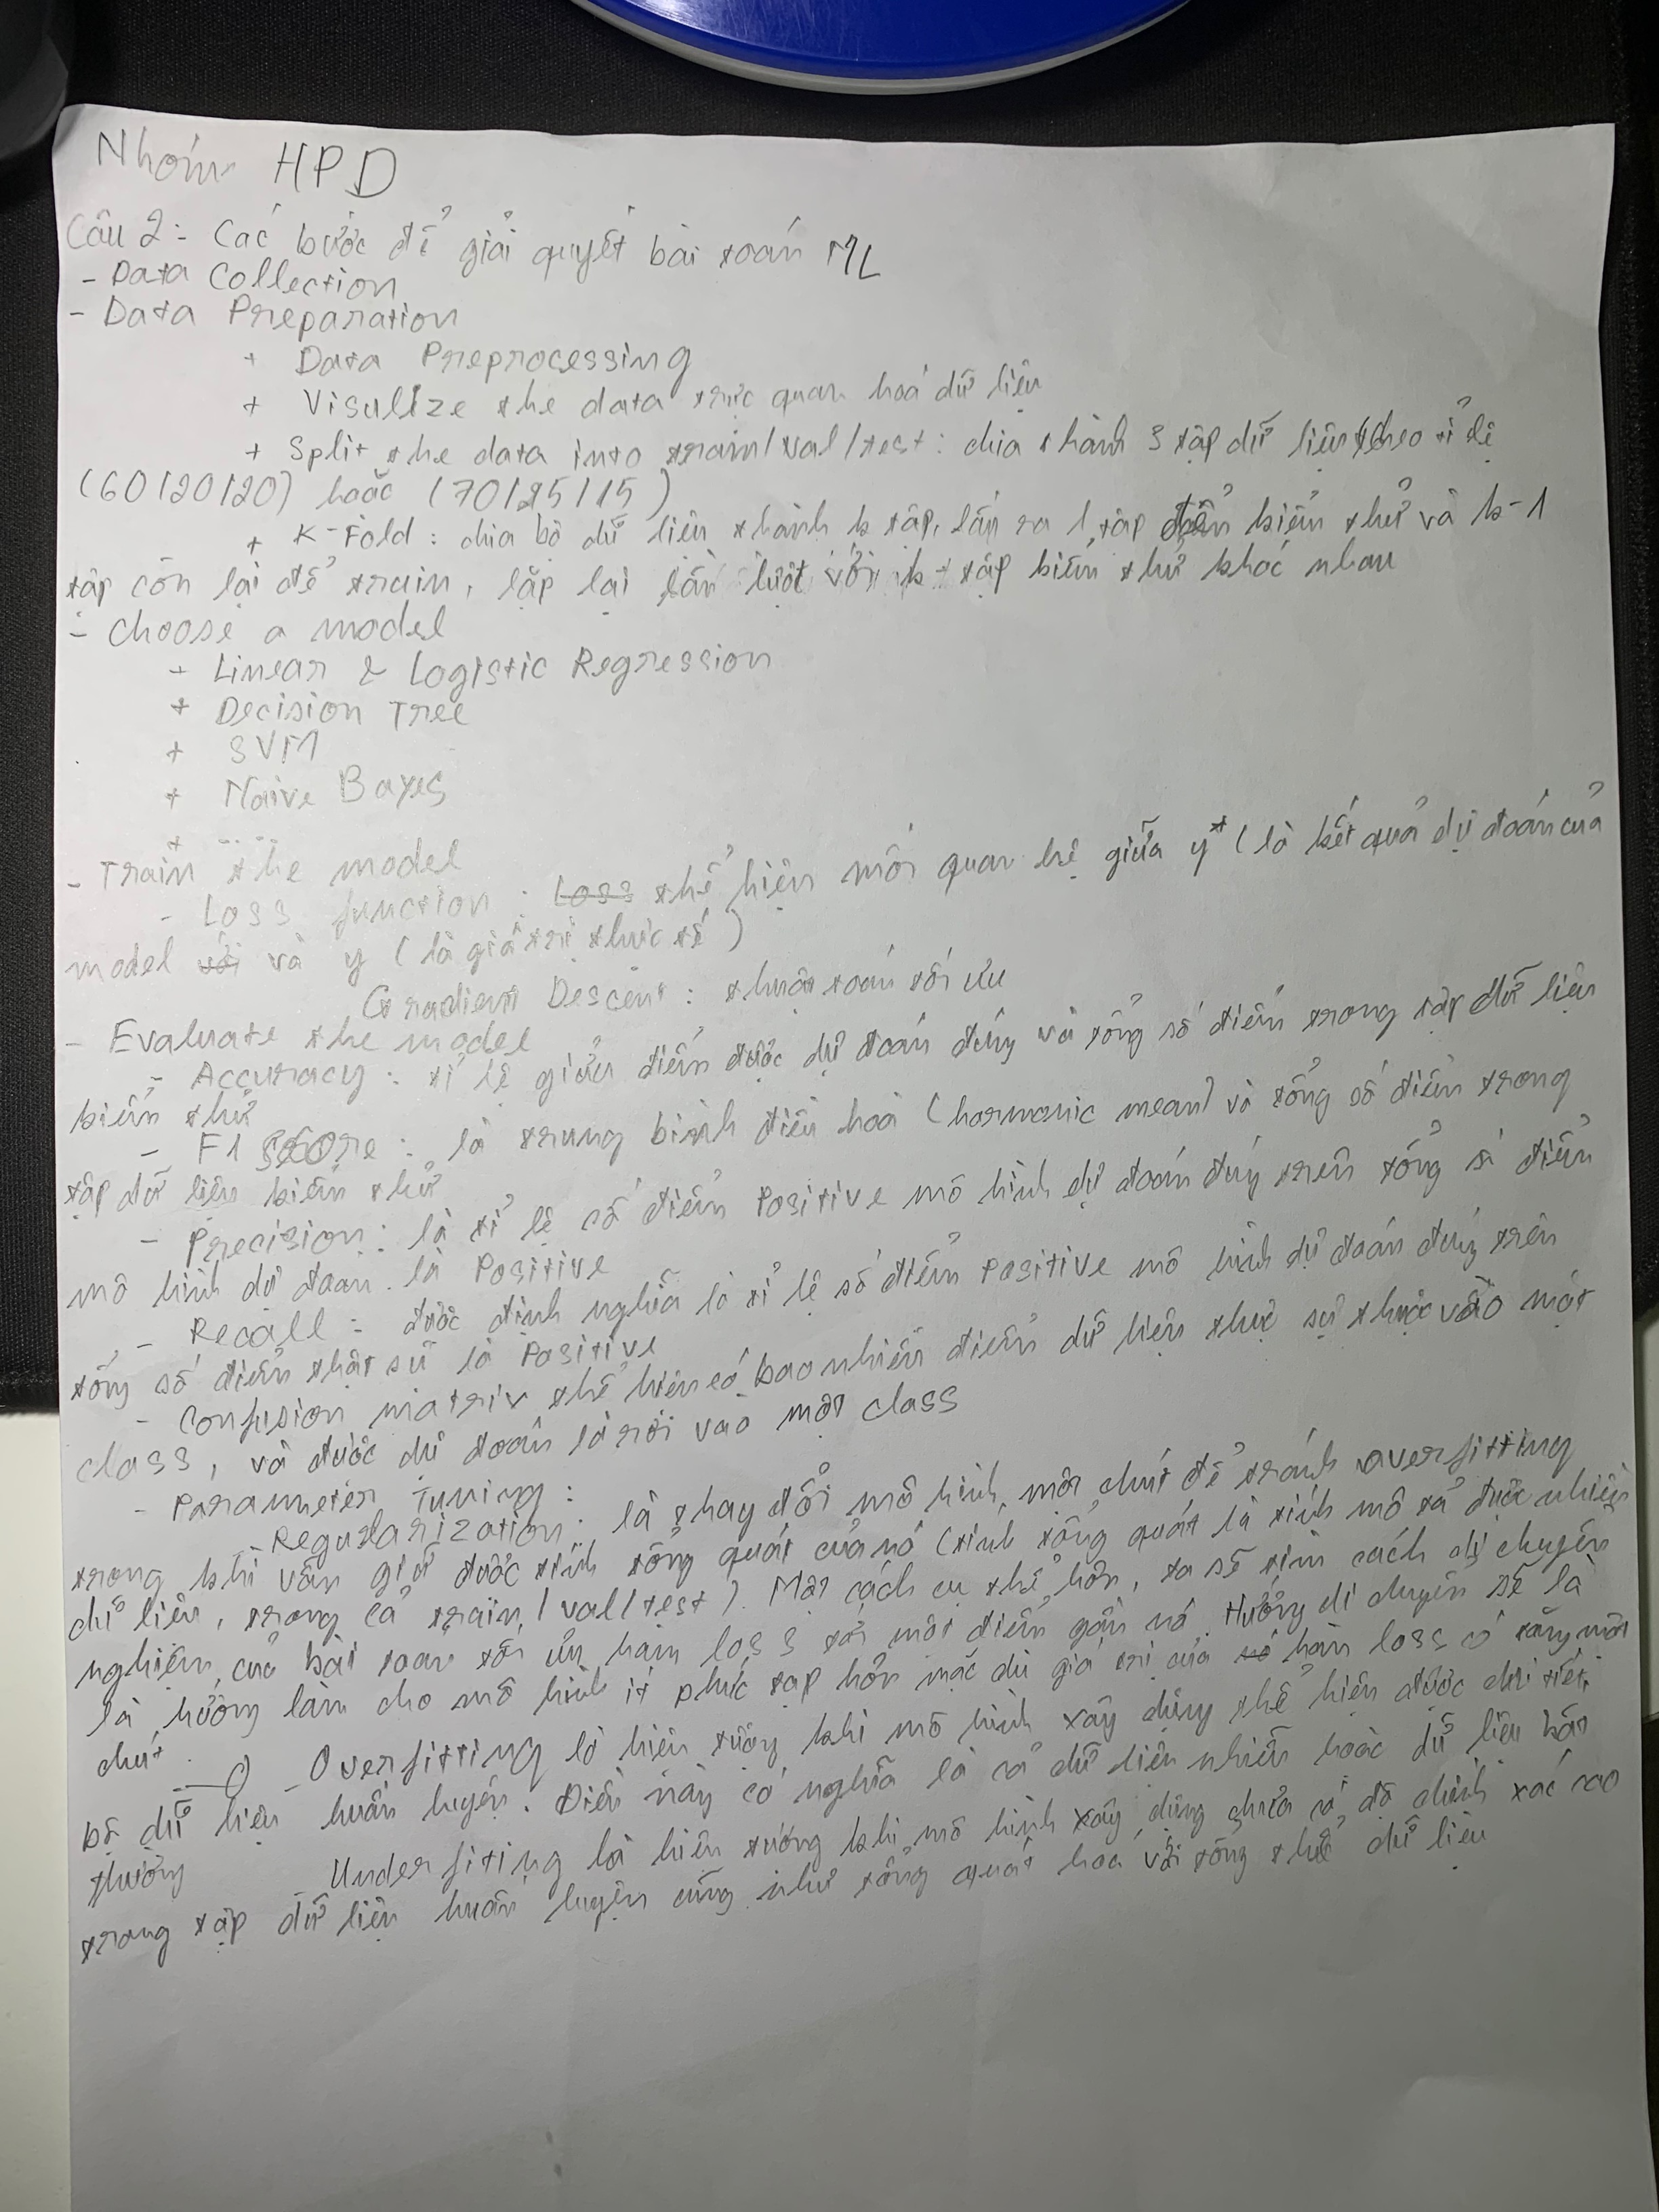 Nhóm HPD
Câu 2: Các bước để giải quyết bài toán ML
- Data Collection
- Data Preparation
+ Data Preprocessing
+ Visulize the data trực quan hoá dữ liệu
+ Split the data into train/val/test: chia thành 3 tập dữ liệu theo tỉ lệ
(60/20/20) hoặc (70/15/15)
+ K-Fold: chia bộ dữ liệu thành k tập, lấy ra 1 tập kiểm thử và k-1
tập còn lại để train, lặp lại lần lượt với k tập kiểm thử khác nhau
- Choose a model
+ Linear & Logistic Regression
+ Decision Tree
+ SVM
+ Naive Bayes
+ ....
- Train the model
- Loss function: Loss thể hiện mối quan hệ giữa y* (là kết quả dự đoán của
model với và y (là giá trị thực tế)
Gradient Descent: thuật toán tối ưu
- Evaluate the model
- Accuracy: tỉ lệ giữa điểm được dự đoán đúng và tổng số điểm trong tập dữ liệu
kiểm thử
- F1 Score: là trung bình điều hoà (harmonic mean) và tổng số điểm trong
tập dữ liệu kiểm thử
- Precision: là tỉ lệ số điểm Positive mô hình dự đoán đúng trên tổng số điểm
mô hình dự đoán là Positive
- Recall: được định nghĩa là tỉ lệ số điểm Positive mô hình dự đoán đúng trên
tổng số điểm thật sự là Positive
- Confusion matrix thể hiện có bao nhiêu điểm dữ liệu thực sự thuộc vào một
class, và được dự đoán là rơi vào một class
- Parameter Tuning:
- Regularization: là thay đổi mô hình một chút để tránh overfitting
trong khi vẫn giữ được tính tổng quát của nó (tính tổng quát là tính mô tả được nhiều
dữ liệu, trong cả train/val/test). Một cách cụ thể hơn, ta sẽ tìm cách di chuyển
nghiệm của bài toán tối ưu hàm loss tới một điểm gần nó. Hướng di chuyển sẽ là
là hướng làm cho mô hình ít phức tạp hơn mặc dù giá trị của nó hàm loss có tăng một
chút.
- Overfitting là hiện tượng khi mô hình xây dựng thể hiện được chi tiết
bộ dữ liệu huấn luyện. Điều này có nghĩa là cả dữ liệu nhiễu hoặc dữ liệu bất
thường
- Underfiting là hiện tượng khi mô hình xây dựng chưa có độ chính xác cao
trong tập dữ liệu huấn luyện cũng như tổng quát hoá với tổng thể dữ liệu